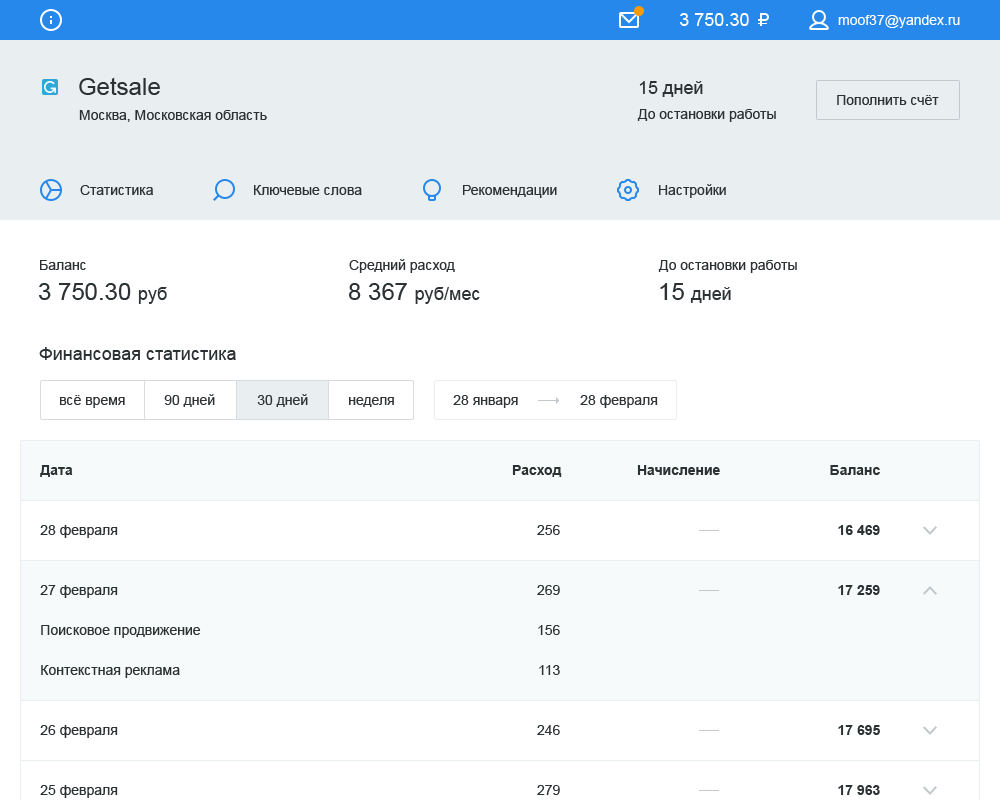 3 750.30 ₽ moof37@yandex.ru
Getsale
Москва, Московская область
15 дней
До остановки работы
Пополнить счёт
Статистика Ключевые слова Рекомендации Настройки
Баланс Средний расход До остановки работы
3 750.30 руб 8 367 руб/мес 15 дней
Финансовая статистика
всё время 90 дней 30 дней неделя 28 января 28 февраля
Дата Расход Начисление Баланс
28 февраля 256 — 16 469
27 февраля 269 — 17 259
Поисковое продвижение 156
Контекстная реклама 113
26 февраля 246 — 17 695
25 февраля 279 — 17 963